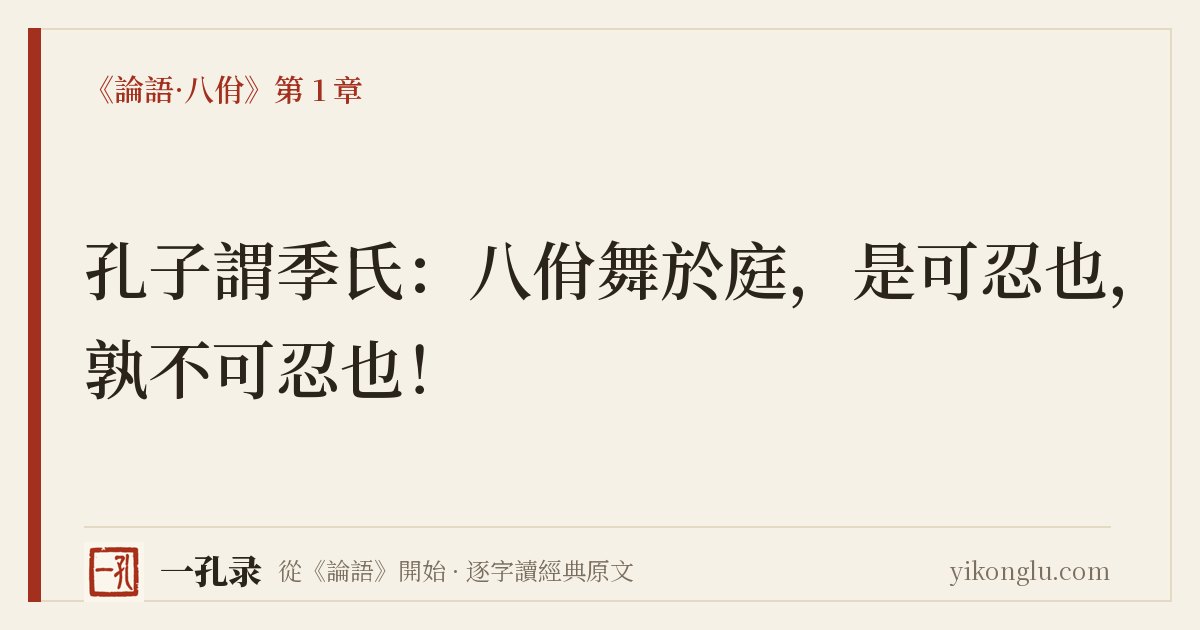 《論語·八佾》第 1 章
孔子謂季氏：八佾舞於庭，是可忍也，
孰不可忍也！
一孔
一孔录 從《論語》開始 · 逐字讀經典原文 yikonglu.com